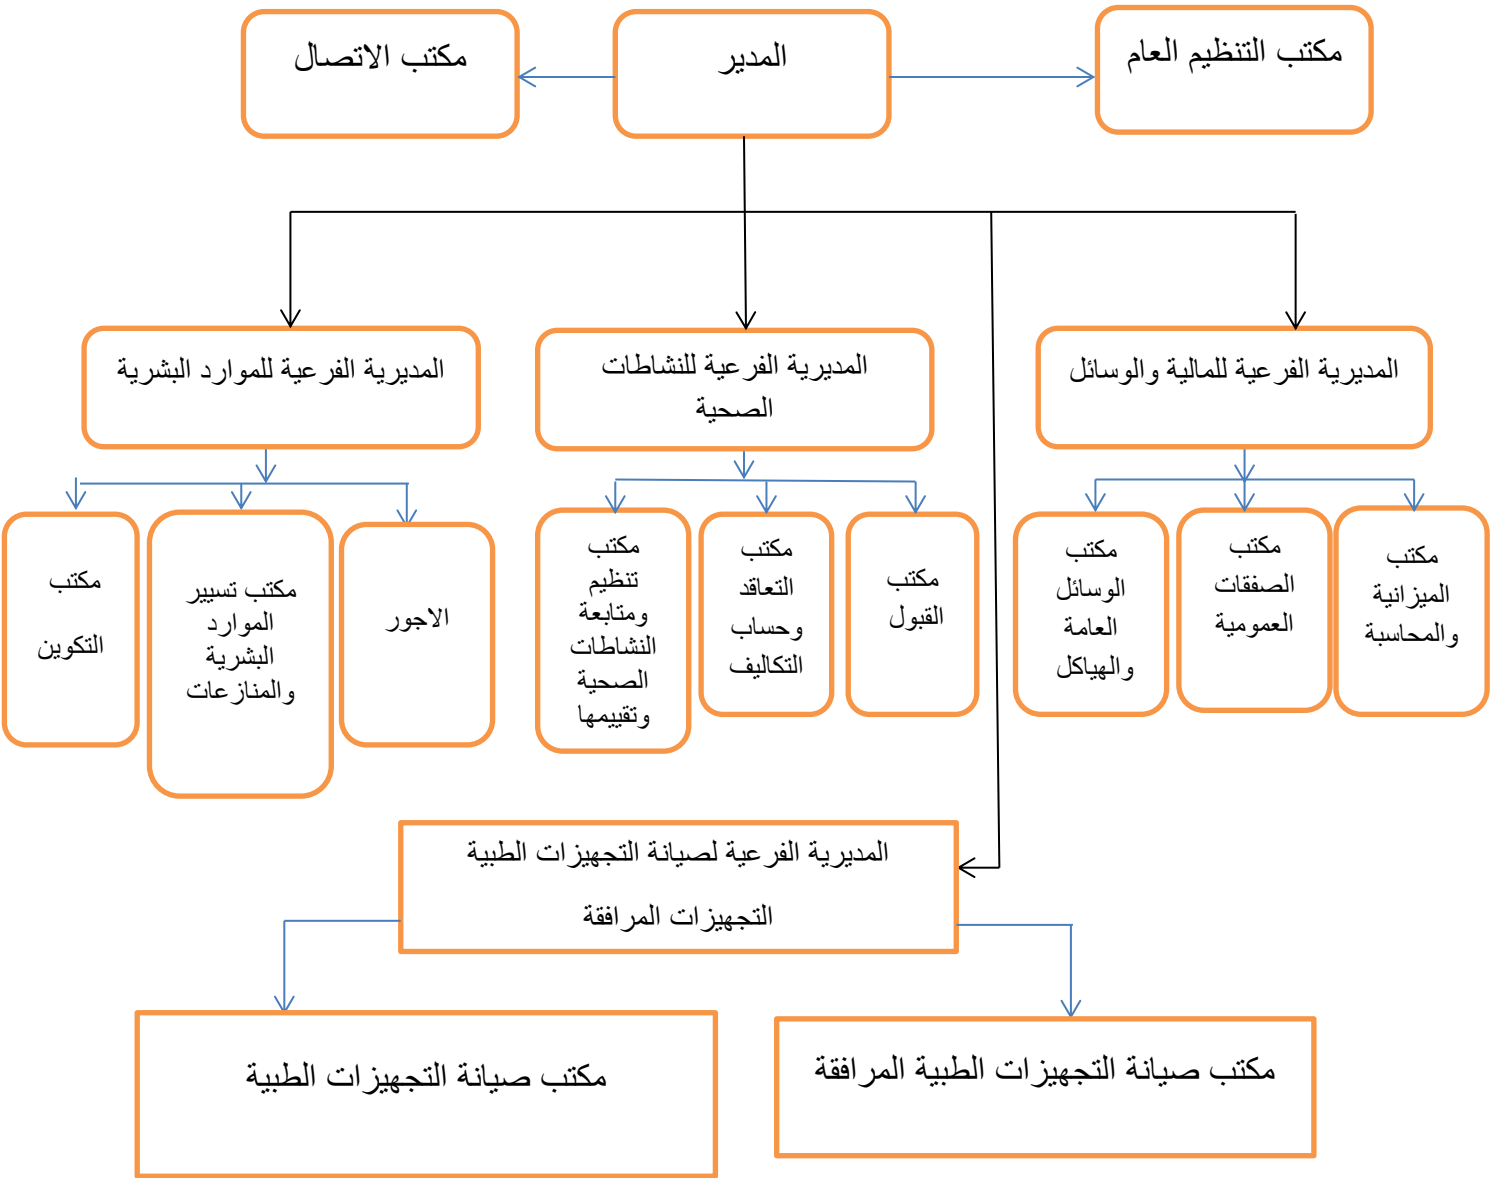 مكتب التنظيم العام
المدير
مكتب الاتصال
المديرية الفرعية للمالية والوسائل
المديرية الفرعية للنشاطات
الصحية
المديرية الفرعية للموارد البشرية
مكتب
الميزانية
والمحاسبة
مكتب
الصفقات
العمومية
مكتب
الوسائل
العامة
والهياكل
مكتب
القبول
مكتب
التعاقد
وحساب
التكاليف
مكتب
تنظيم
ومتابعة
النشاطات
الصحية
وتقييمها
الاجور
مكتب تسيير
الموارد
البشرية
والمنازعات
مكتب
التكوين
المديرية الفرعية لصيانة التجهيزات الطبية
التجهيزات المرافقة
مكتب صيانة التجهيزات الطبية المرافقة
مكتب صيانة التجهيزات الطبية